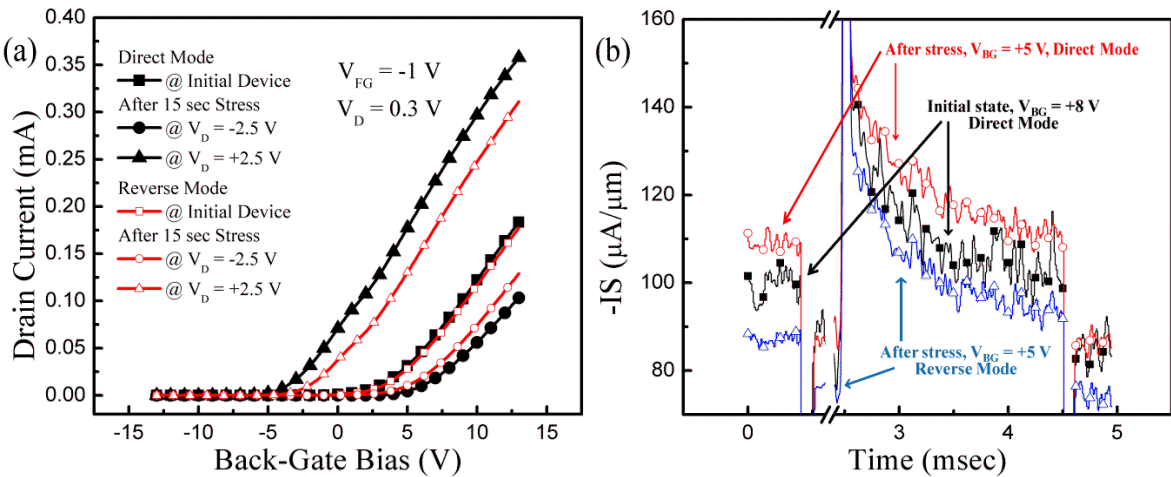 (a)
Drain Current (mA)
0.40
0.35
0.30
0.25
0.20
0.15
0.10
0.05
0.00
Direct Mode
@ Initial Device
After 15 sec Stress
@ V_D = -2.5 V
@ V_D = +2.5 V
Reverse Mode
@ Initial Device
After 15 sec Stress
@ V_D = -2.5 V
@ V_D = +2.5 V
V_FG = -1 V
V_D = 0.3 V
-15 -10 -5 0 5 10 15
Back-Gate Bias (V)
(b)
-IS (µA/µm)
160
140
120
100
80
After stress, V_BG = +5 V, Direct Mode
Initial state, V_BG = +8 V
Direct Mode
After stress, V_BG = +5 V
Reverse Mode
0 3 4 5
Time (msec)